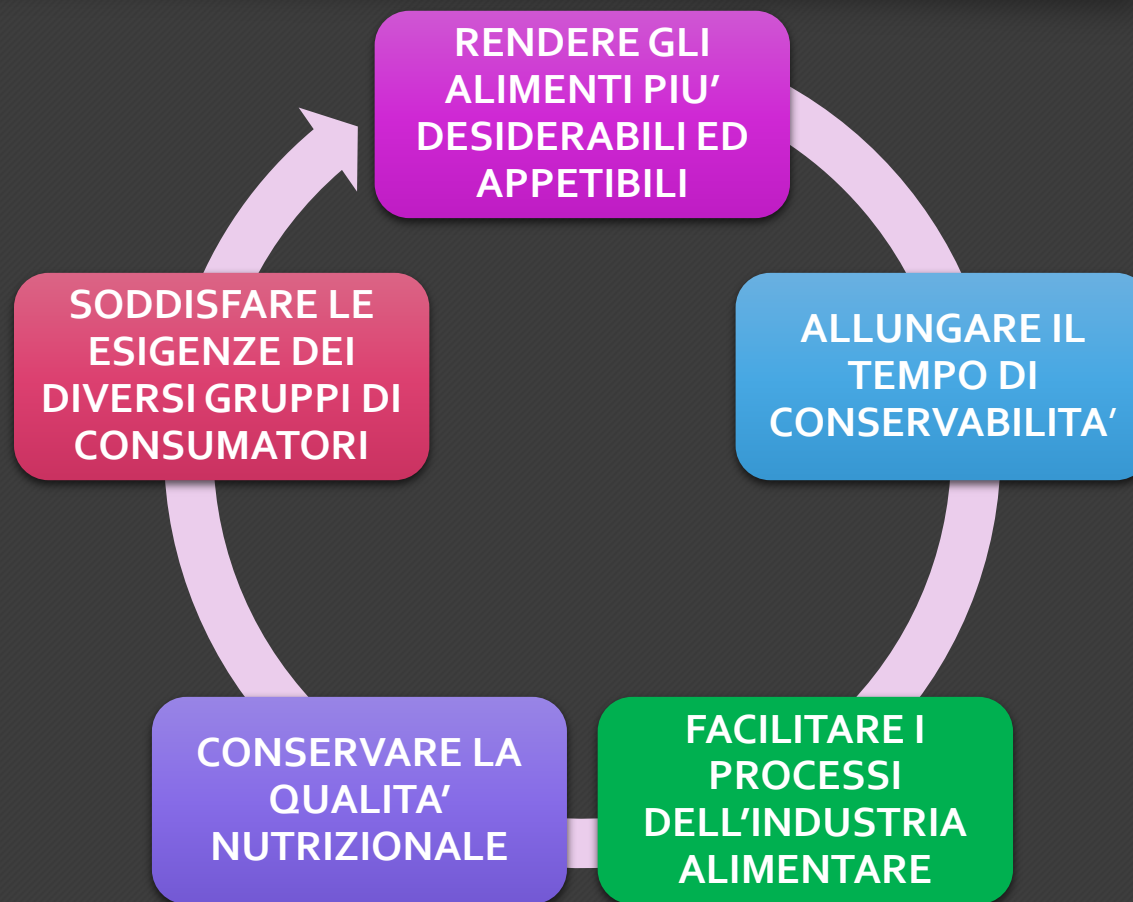 RENDERE GLI
ALIMENTI PIU’
DESIDERABILI ED
APPETIBILI
ALLUNGARE IL
TEMPO DI
CONSERVABILITA’
FACILITARE I
PROCESSI
DELL’INDUSTRIA
ALIMENTARE
CONSERVARE LA
QUALITA’
NUTRIZIONALE
SODDISFARE LE
ESIGENZE DEI
DIVERSI GRUPPI DI
CONSUMATORI